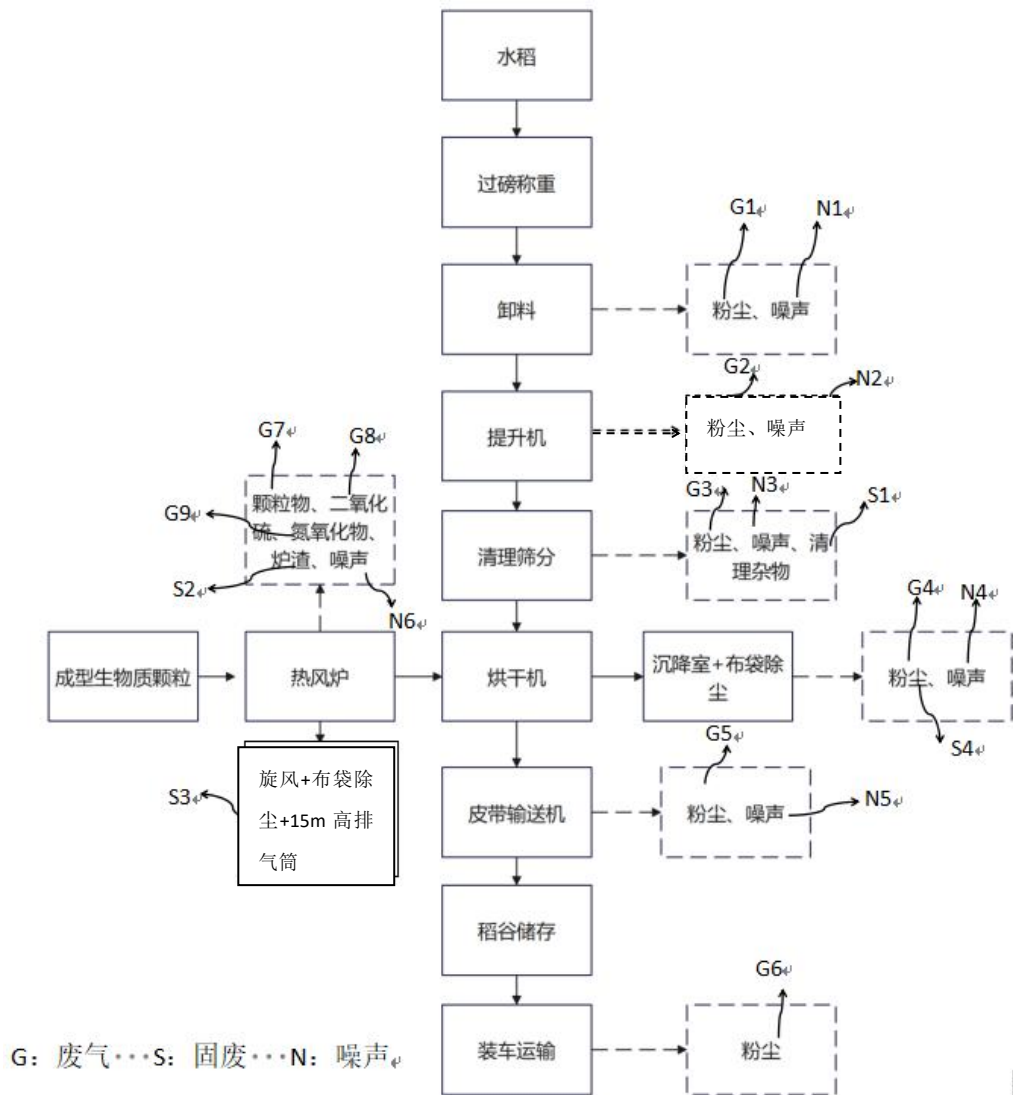 水稻
过磅称重
G1
N1
卸料
粉尘、噪声
G2
N2
提升机
粉尘、噪声
G7
G8
G3
N3
S1
颗粒物、二氧化
硫、氮氧化物、
炉渣、噪声
G9
清理筛分
粉尘、噪声、清
理杂物
S2
N6
G4
N4
成型生物质颗粒
热风炉
烘干机
沉降室+布袋除
尘
粉尘、噪声
G5
S4
S3
旋风+布袋除
尘+15m 高排
气筒
皮带输送机
粉尘、噪声
N5
稻谷储存
G6
装车运输
粉尘
G：废气···S：固废···N：噪声